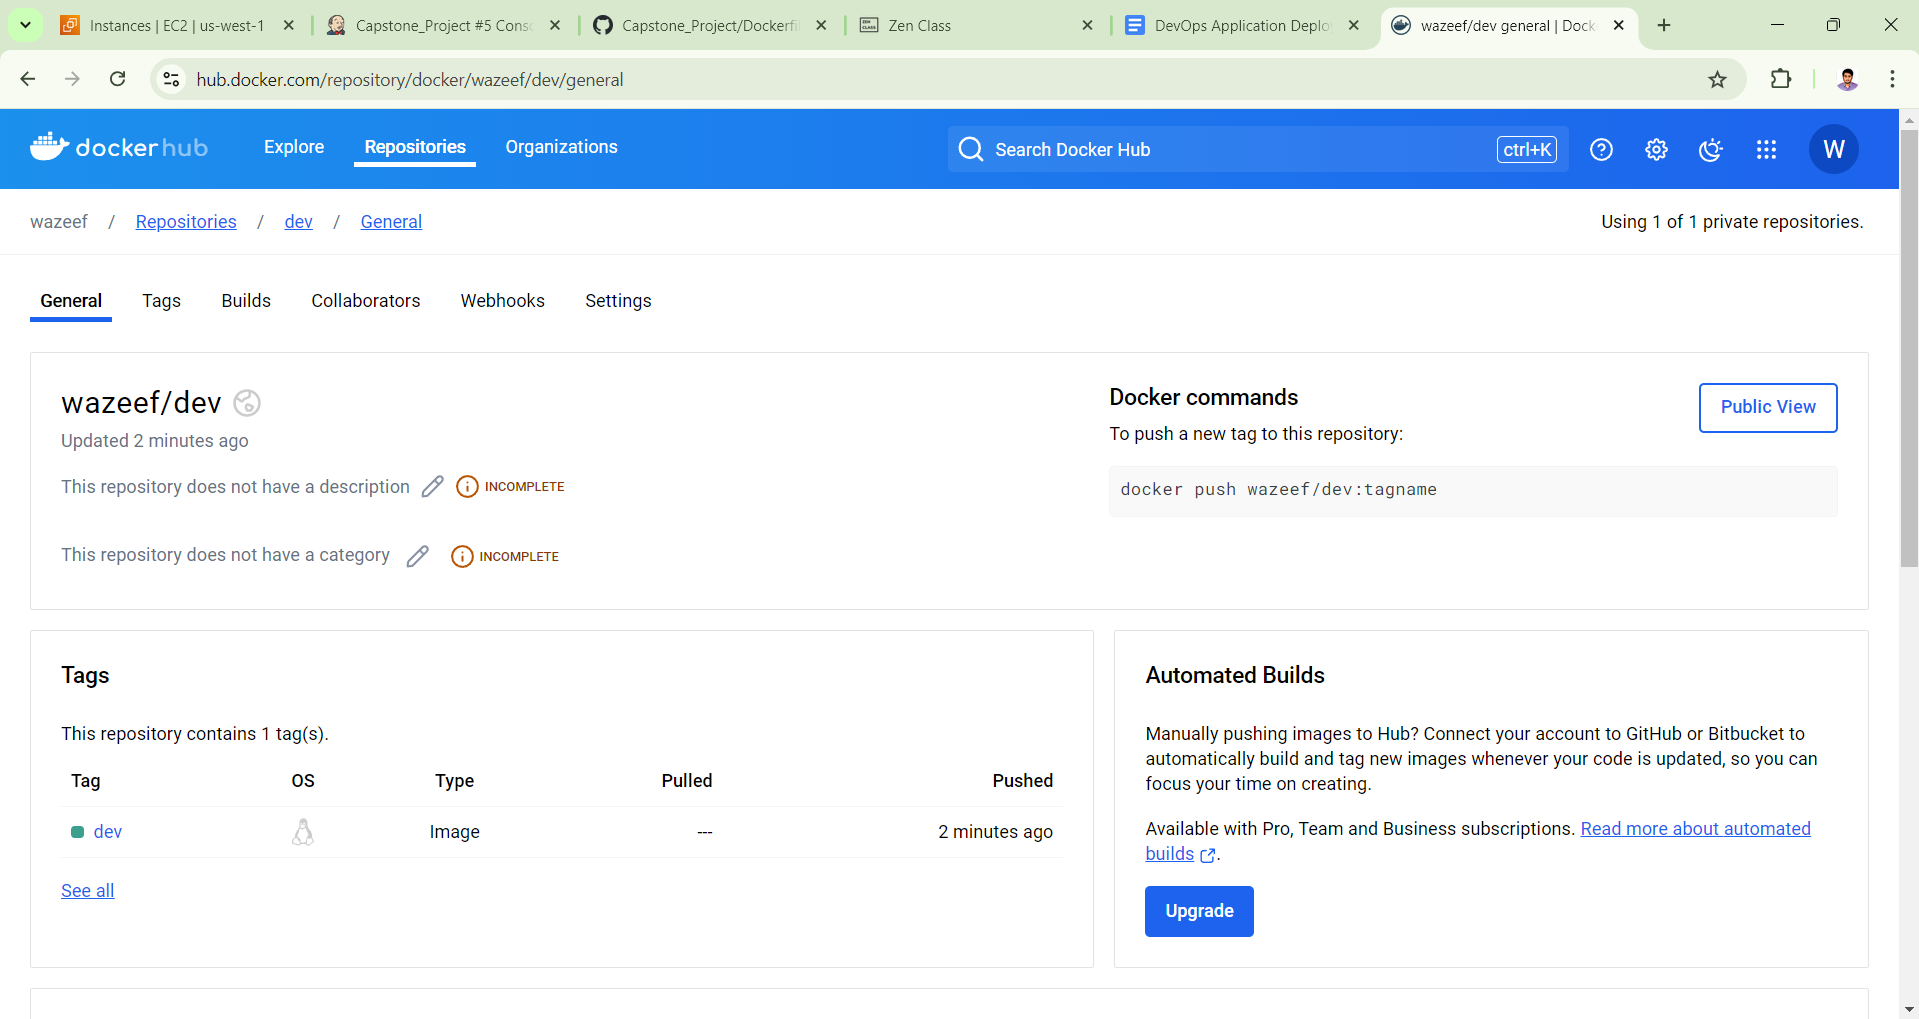 Instances | EC2 | us-west-1
Capstone_Project #5 Conso
Capstone_Project/Dockerfil
Zen Class
DevOps Application Deplo
wazeef/dev general | Dock
hub.docker.com/repository/docker/wazeef/dev/general
dockerhub
Explore
Repositories
Organizations
Search Docker Hub
ctrl+K
W
wazeef / Repositories / dev / General
Using 1 of 1 private repositories.
General
Tags
Builds
Collaborators
Webhooks
Settings
wazeef/dev
Updated 2 minutes ago
This repository does not have a description
INCOMPLETE
This repository does not have a category
INCOMPLETE
Docker commands
To push a new tag to this repository:
Public View
docker push wazeef/dev:tagname
Tags
This repository contains 1 tag(s).
Tag OS Type Pulled Pushed
dev Image --- 2 minutes ago
See all
Automated Builds
Manually pushing images to Hub? Connect your account to GitHub or Bitbucket to
automatically build and tag new images whenever your code is updated, so you can
focus your time on creating.
Available with Pro, Team and Business subscriptions. Read more about automated
builds .
Upgrade